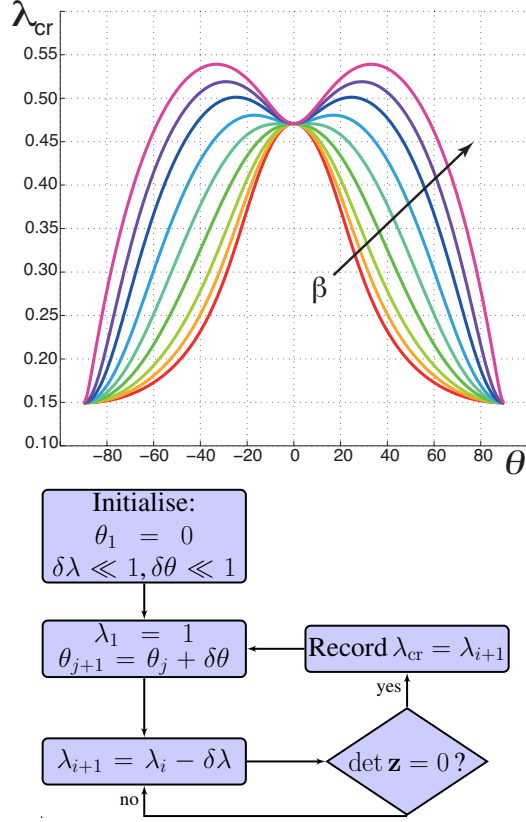 λcr
0.55
0.50
0.45
0.40
0.35
0.30
0.25
0.20
0.15
0.10
β
−80 −60 −40 −20 0 20 40 60 80
θ
Initialise:
θ₁ = 0
δλ ≪ 1, δθ ≪ 1
λ₁ = 1
θⱼ₊₁ = θⱼ + δθ
Record λcr = λᵢ₊₁
yes
λᵢ₊₁ = λᵢ − δλ
det z = 0 ?
no